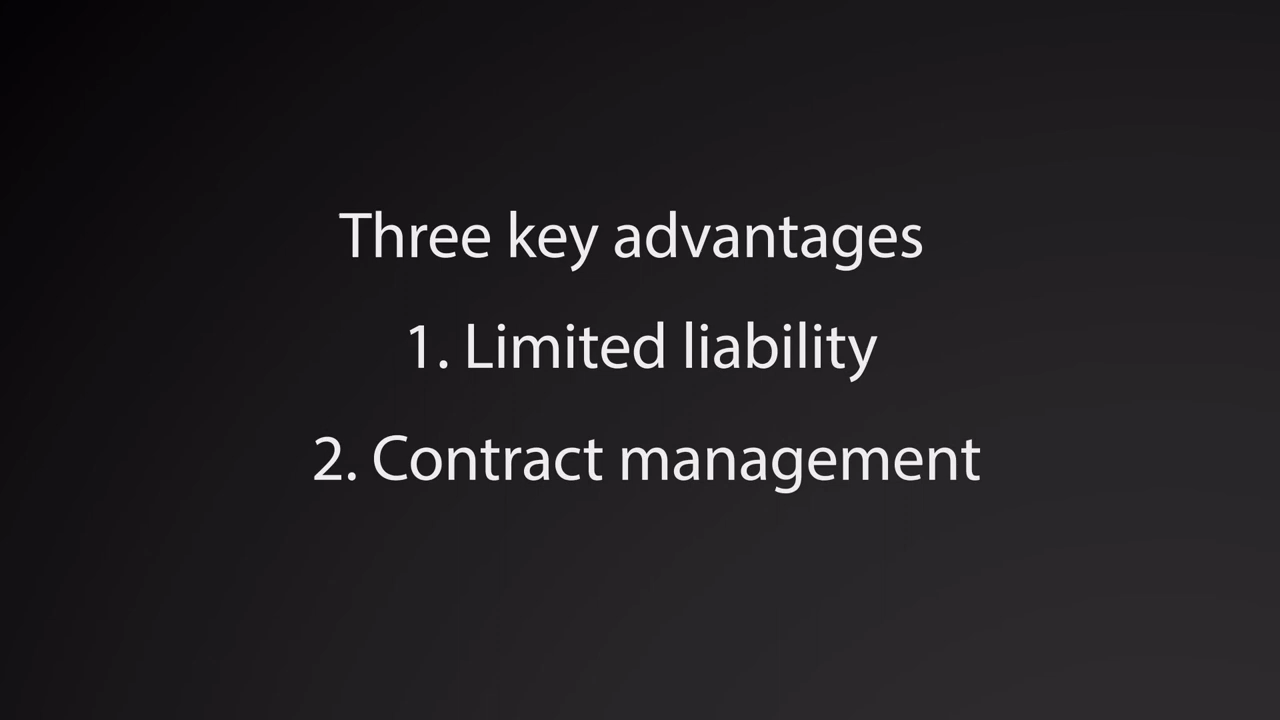 Three key advantages
1. Limited liability
2. Contract management